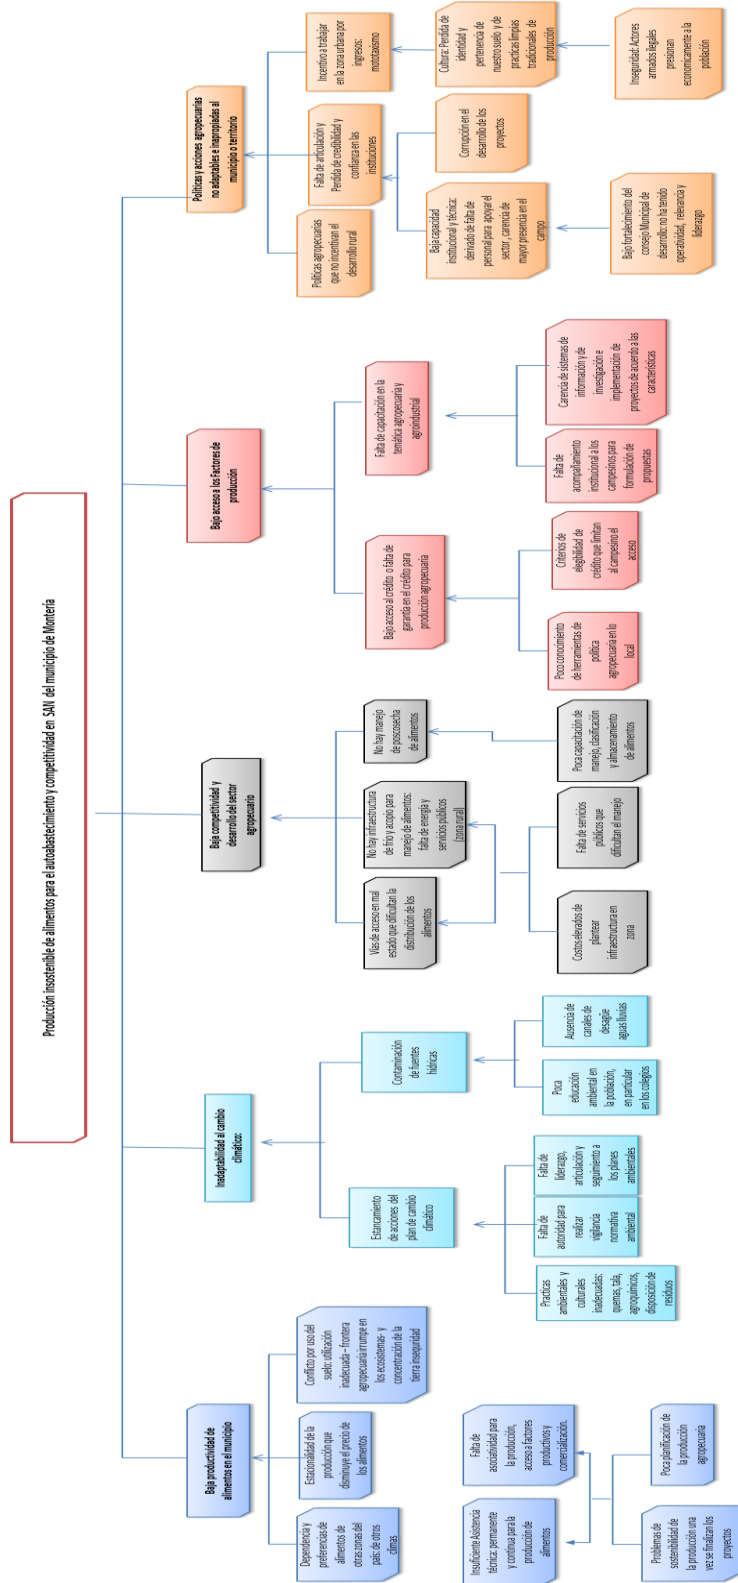 Producción insostenible de alimentos para el autoabastecimiento y competitividad en SAN del municipio de Montería
Baja productividad de
alimentos en el municipio
Inadaptabilidad al cambio
climático:
Baja competitividad y
desarrollo del sector
agropecuario
Bajo acceso a los Factores de
producción
Políticas y acciones agropecuarias
no adaptables e inapropiadas al
municipio o territorio
Dependencia y
preferencias de
alimentos de
otras zonas del
país: de otros
climas
Estacionalidad de la
producción que
disminuye el precio de
los alimentos
Conflicto por uso del
suelo: utilización
inadecuada – frontera
agropecuaria irrumpe en
los ecosistemas- y
concentración de la
tierra inseguridad
Insuficiente Asistencia
técnica: permanente
y continua para la
producción de
alimentos
Falta de
asociatividad para
la producción,
acceso a factores
productivos y
comercialización.
Problemas de
sostenibilidad de
la producción una
vez se finalizan los
proyectos
Poca planificación de
la producción
agropecuaria
Estancamiento
de acciones del
plan de cambio
climático
Contaminación
de fuentes
hídricas
Practicas
ambientales y
culturales
inadecuadas:
quemas, tala,
agroquímicos,
disposición de
residuos
Falta de
autoridad para
realizar
vigilancia
normativa
ambiental
Falta de
liderazgo,
articulación y
seguimiento a
los planes
ambientales
Poca
educación
ambiental en
la población,
en particular
en los colegios
Ausencia de
canales de
desagüe
aguas lluvias
Vías de acceso en mal
estado que dificultan la
distribución de los
alimentos
No hay infraestructura
de frio y acopio para
manejo de alimentos:
falta de energía y
servicios públicos
(zona rural)
No hay manejo
de poscosecha
de alimentos
Costos elevados de
plantear
infraestructura en
zona
Falta de servicios
públicos que
dificultan el manejo
Poca capacitación de
manejo, clasificación
y almacenamiento
de alimentos
Bajo acceso al crédito o falta de
garantía en el crédito para
producción agropecuaria
Falta de capacitación en la
temática agropecuaria y
agroindustrial
Poco conocimiento
de herramientas de
política
agropecuaria en lo
local
Criterios de
elegibilidad de
crédito que limitan
al campesino el
acceso
Falta de
acompañamiento
institucional a los
campesinos para
formulación de
propuestas
Carencia de sistemas de
información y de
investigación e
implementación de
proyectos de acuerdo a las
características
Políticas agropecuarias
que no incentivan el
desarrollo rural
Falta de articulación y
Perdida de credibilidad y
confianza en las
instituciones
Incentivo a trabajar
en la zona urbana por
ingresos:
mototaxismo
Baja capacidad
institucional y técnica:
derivado de falta de
personal para apoyar el
sector , carencia de
mayor presencia en el
campo
Corrupción en el
desarrollo de los
proyectos
Cultura: Perdida de
identidad y
pertenencia de
nuestro suelo y de
practicas limpias
tradicionales de
producción
Bajo fortalecimiento del
consejo Municipal de
desarrollo: no ha tenido
operatividad, relevancia y
liderazgo
Inseguridad: Actores
armados ilegales
presionan
economicamente a la
población